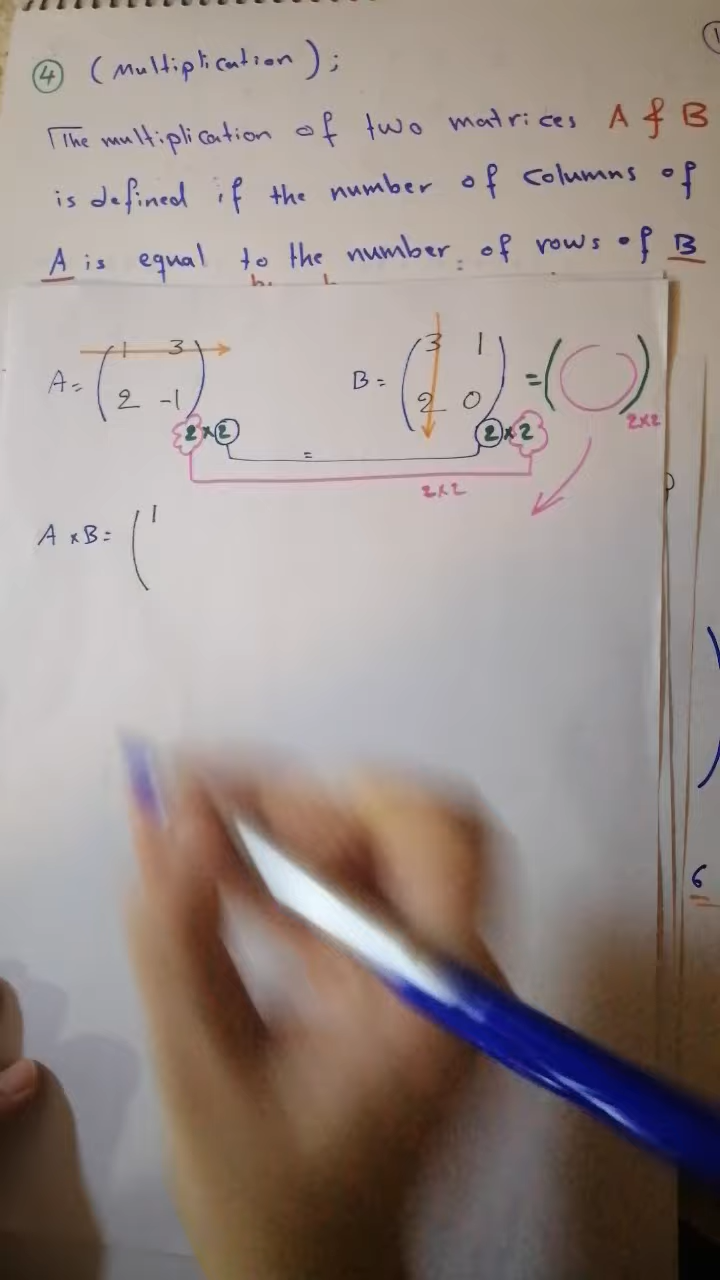 ④ (Multiplication);
The multiplication of two matrices A & B
is defined if the number of columns of
A is equal to the number of rows of B
A = ( 1 3 B = ( 3 1 ) = ( )
2 -1 ) 2 0
2×2 = 2×2 2×2
2×2
A × B = ( 1
6